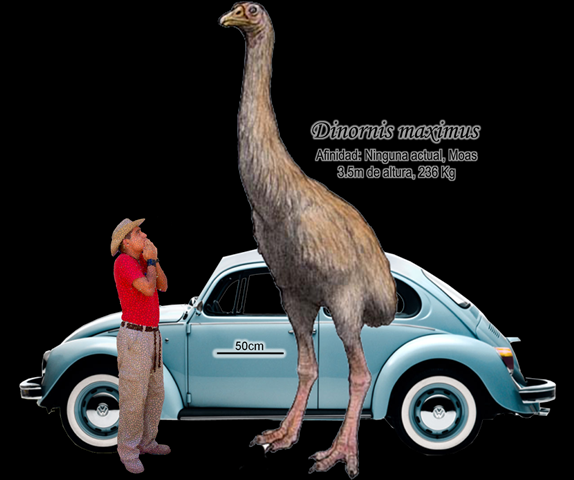 Dinornis maximus
Afinidad: Ninguna actual, Moas
3.5m de altura, 236 Kg
50cm